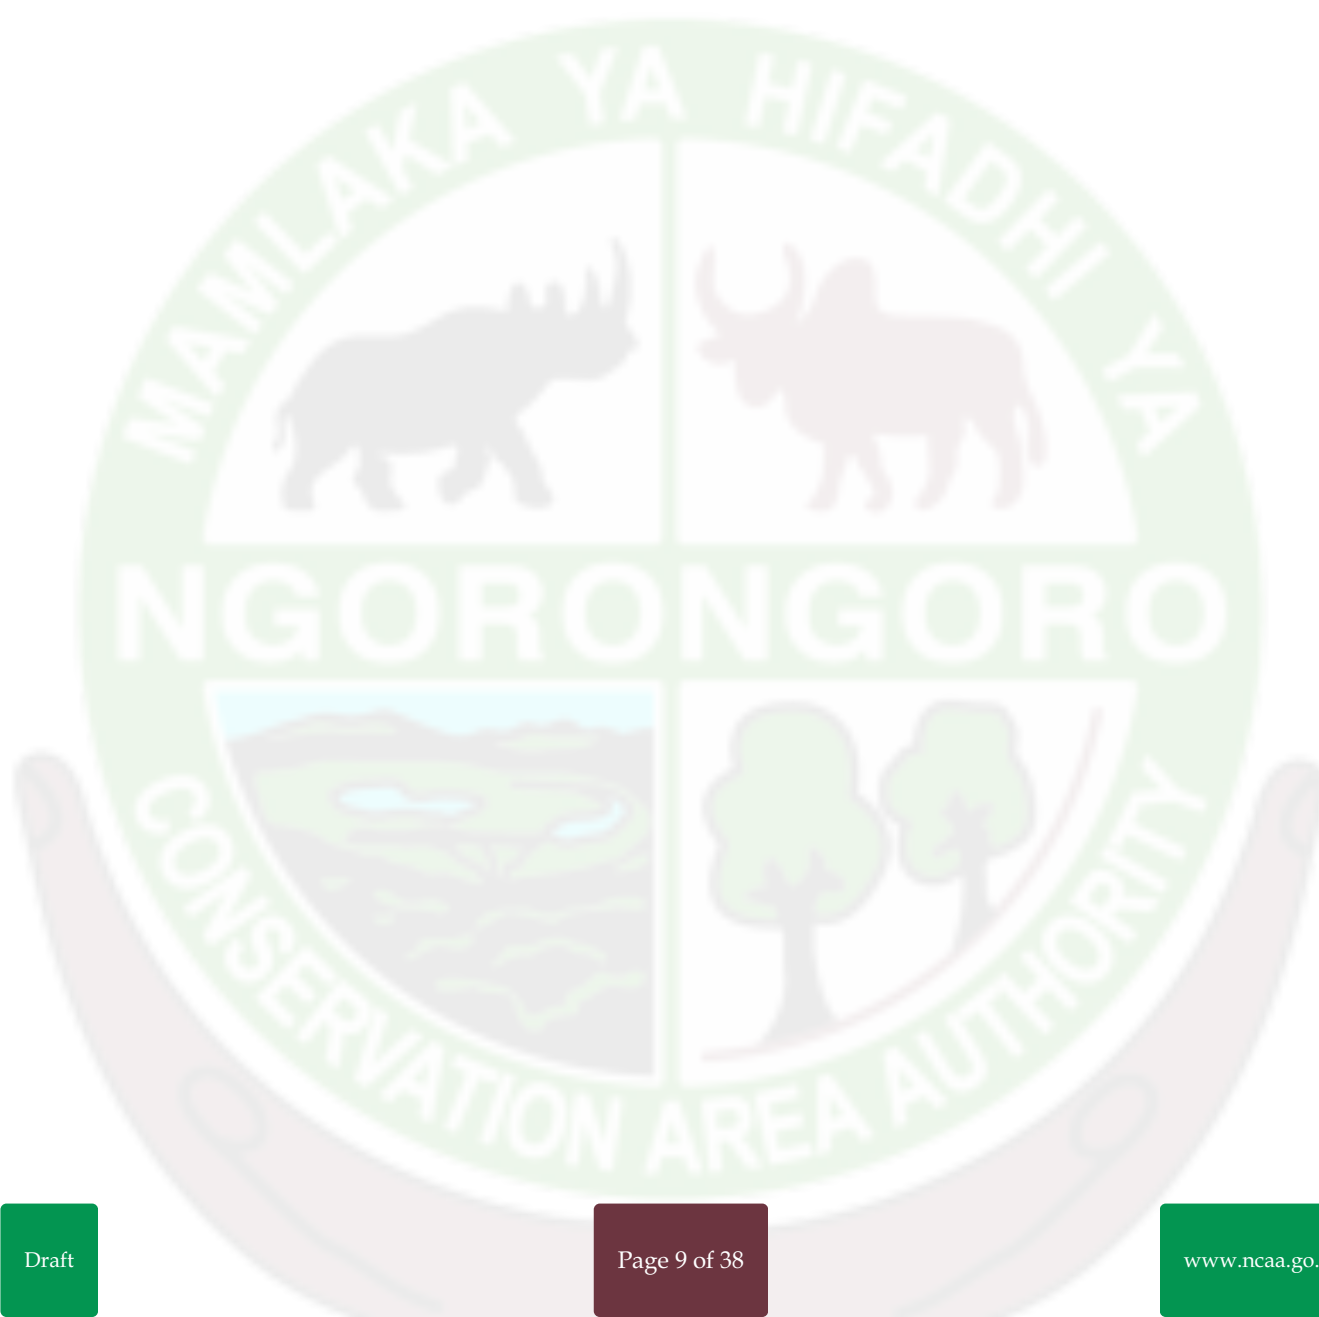 MAMLAKA YA HIFADHI YA
NGORONGORO
CONSERVATION AREA AUTHORITY
Draft
Page 9 of 38
www.ncaa.go.